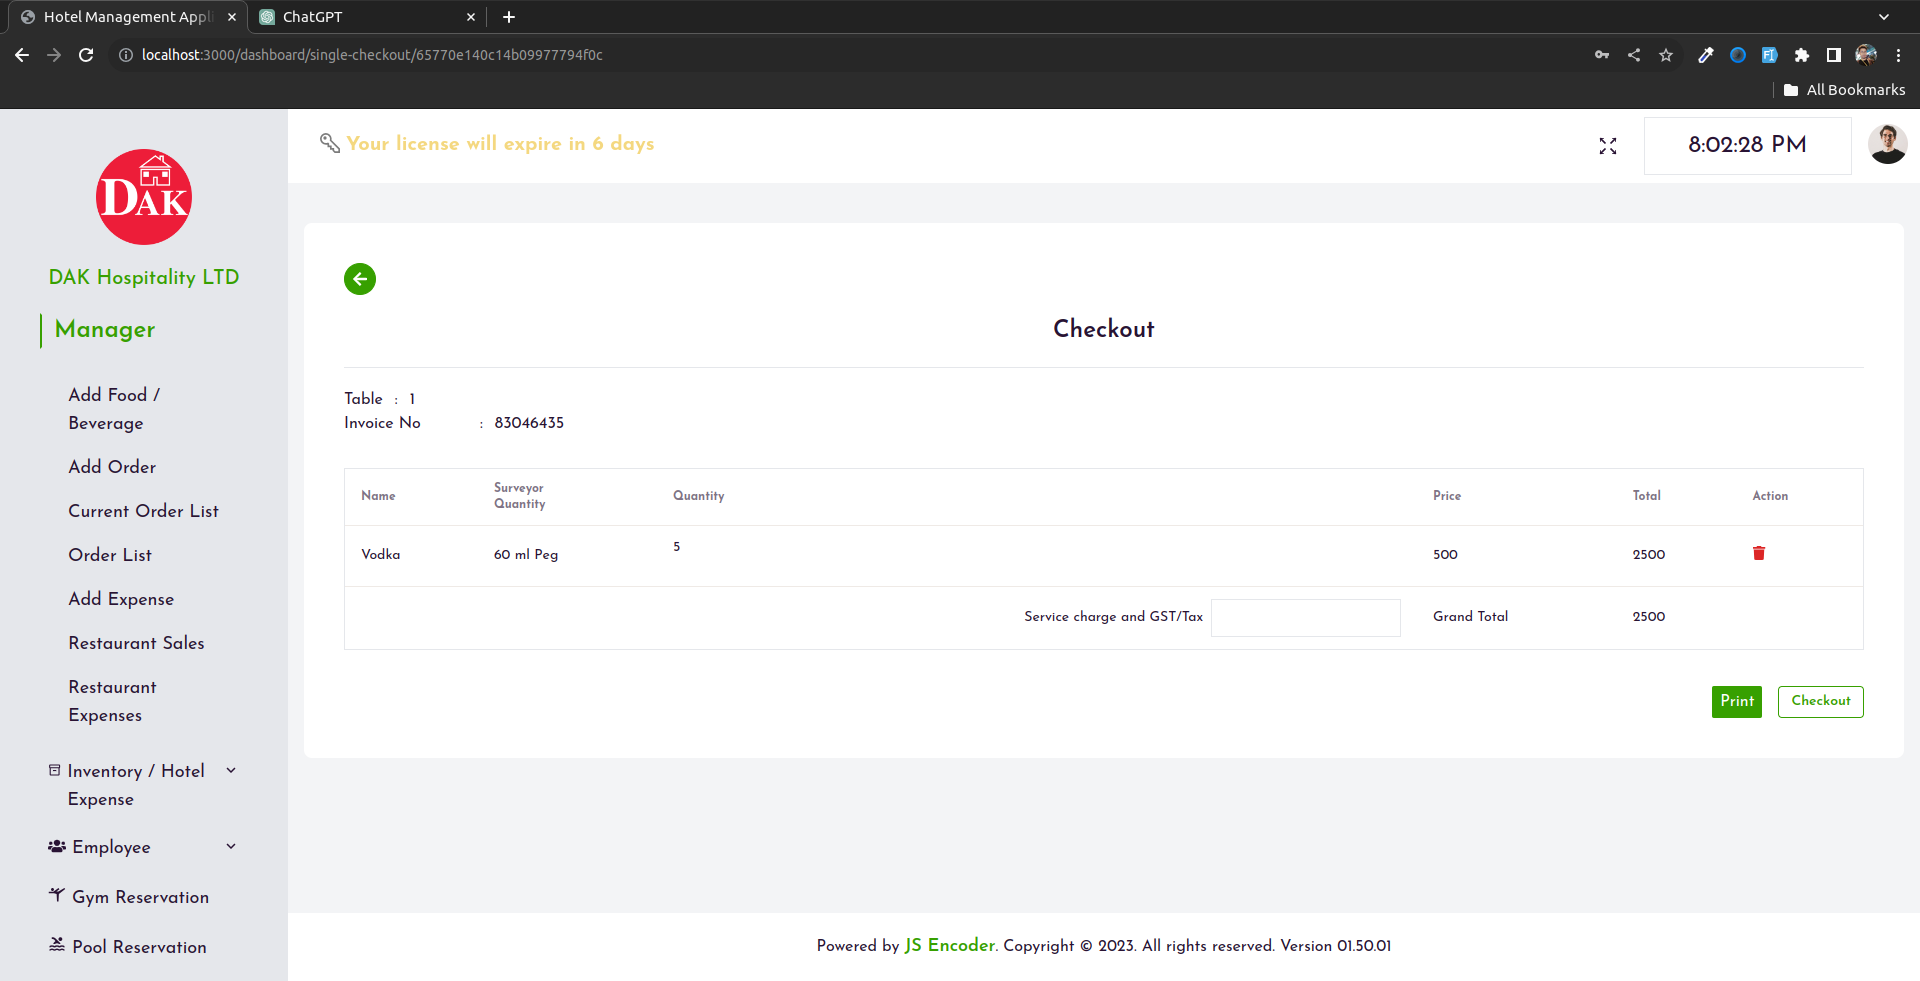 Hotel Management Appli
ChatGPT
localhost:3000/dashboard/single-checkout/65770e140c14b09977794f0c
All Bookmarks
DAK
DAK Hospitality LTD
Manager
Add Food /
Beverage
Add Order
Current Order List
Order List
Add Expense
Restaurant Sales
Restaurant
Expenses
Inventory / Hotel
Expense
Employee
Gym Reservation
Pool Reservation
Your license will expire in 6 days
8:02:28 PM
Checkout
Table : 1
Invoice No : 83046435
Name Surveyor Quantity Quantity Price Total Action
Vodka 60 ml Peg 5 500 2500
Service charge and GST/Tax Grand Total 2500
Print Checkout
Powered by JS Encoder. Copyright © 2023. All rights reserved. Version 01.50.01